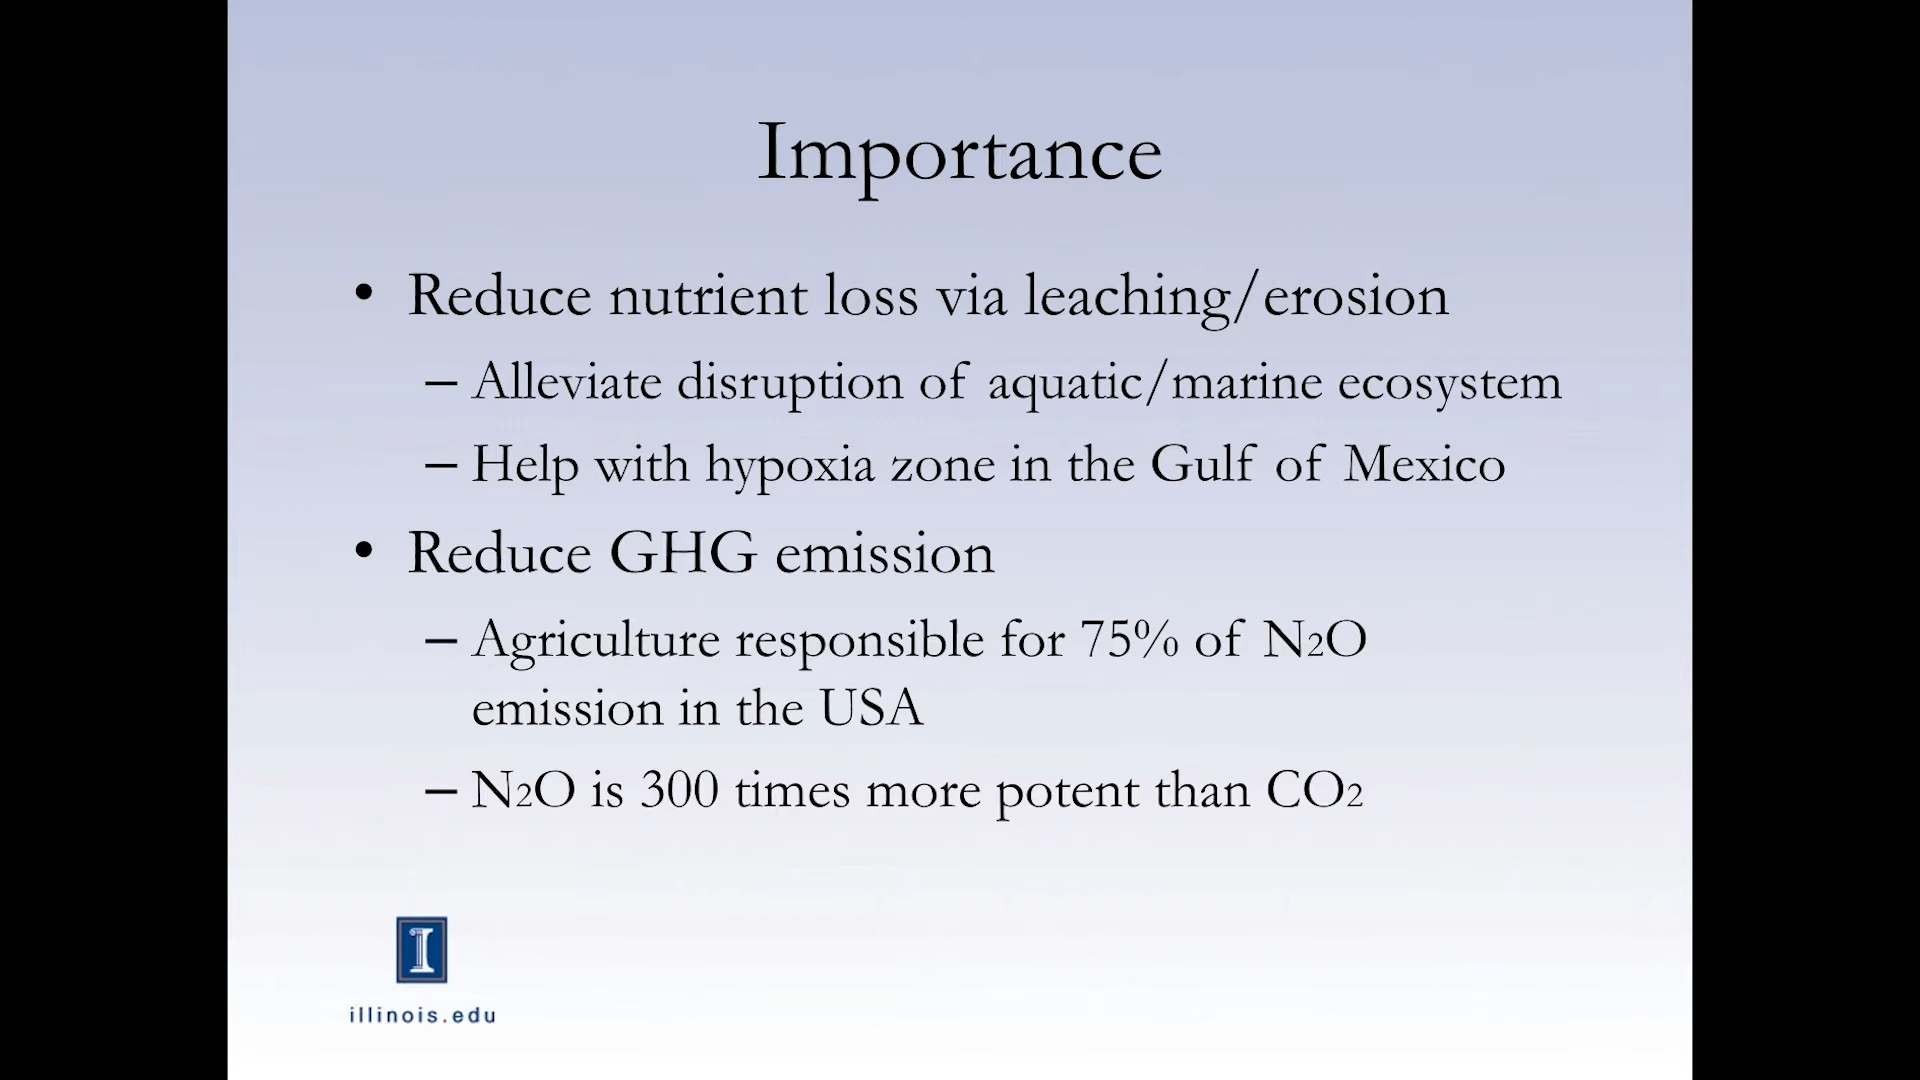 Importance
• Reduce nutrient loss via leaching/erosion
– Alleviate disruption of aquatic/marine ecosystem
– Help with hypoxia zone in the Gulf of Mexico
• Reduce GHG emission
– Agriculture responsible for 75% of N2O
emission in the USA
– N2O is 300 times more potent than CO2
I
illinois.edu